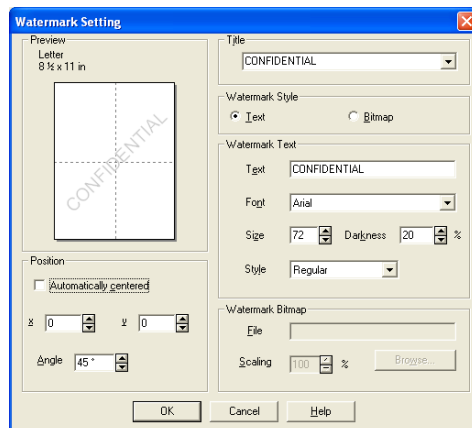 Watermark Setting
Preview
Letter
8 ½ x 11 in
CONFIDENTIAL
Position
Automatically centered
x 0 y 0
Angle 45 °
Title
CONFIDENTIAL
Watermark Style
Text Bitmap
Watermark Text
Text CONFIDENTIAL
Font Arial
Size 72 Darkness 20 %
Style Regular
Watermark Bitmap
File
Scaling 100 % Browse...
OK Cancel Help